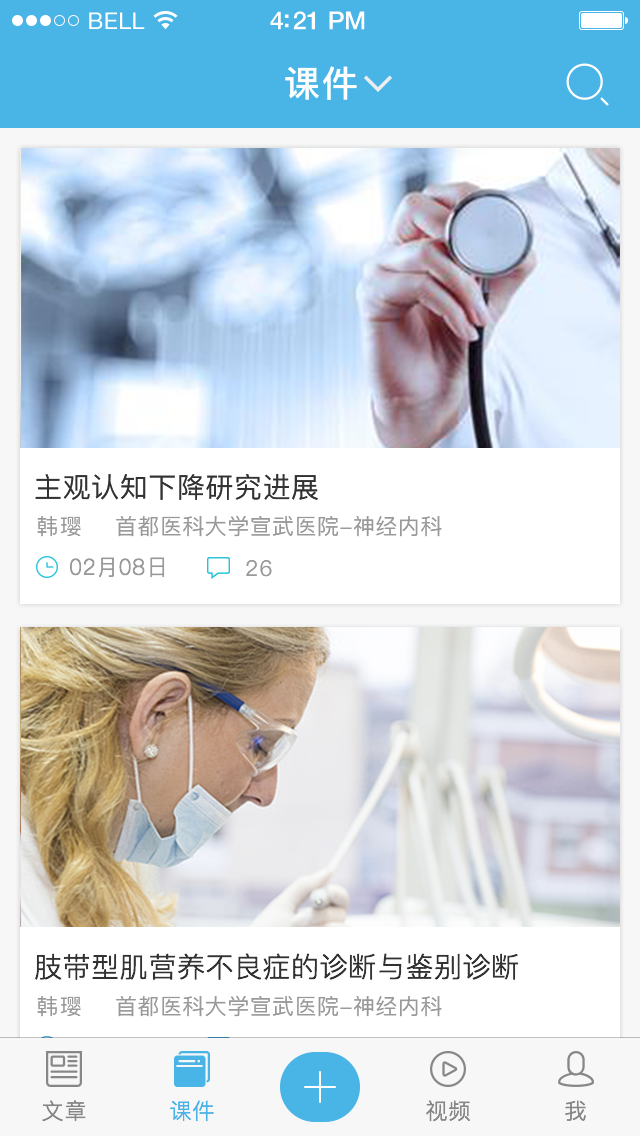 BELL 4:21 PM
课件
主观认知下降研究进展
韩璎 首都医科大学宣武医院-神经内科
02月08日 26
肢带型肌营养不良症的诊断与鉴别诊断
韩璎 首都医科大学宣武医院-神经内科
文章 课件 视频 我